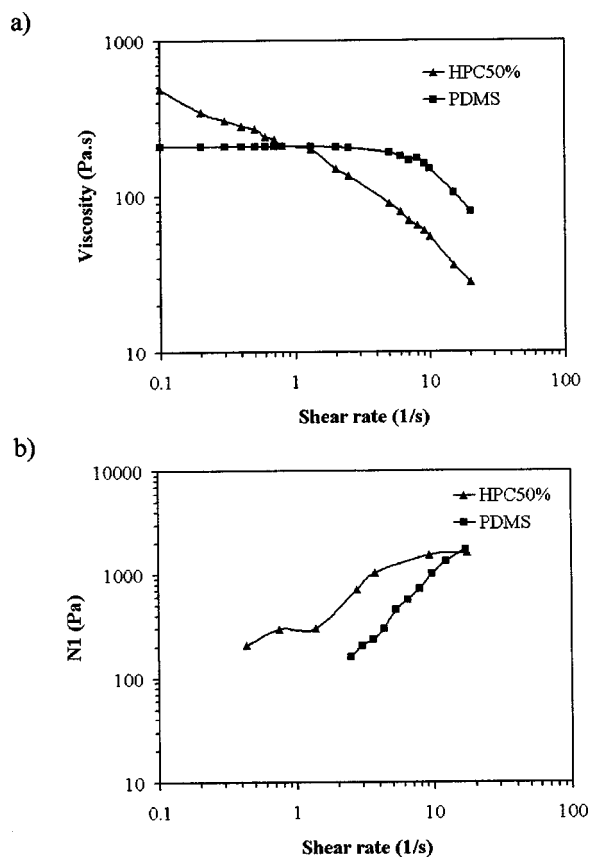 a)
1000
100
10
Viscosity (Pa.s)
HPC50%
PDMS
0.1 1 10 100
Shear rate (1/s)
b)
10000
1000
100
10
N1 (Pa)
HPC50%
PDMS
0.1 1 10 100
Shear rate (1/s)